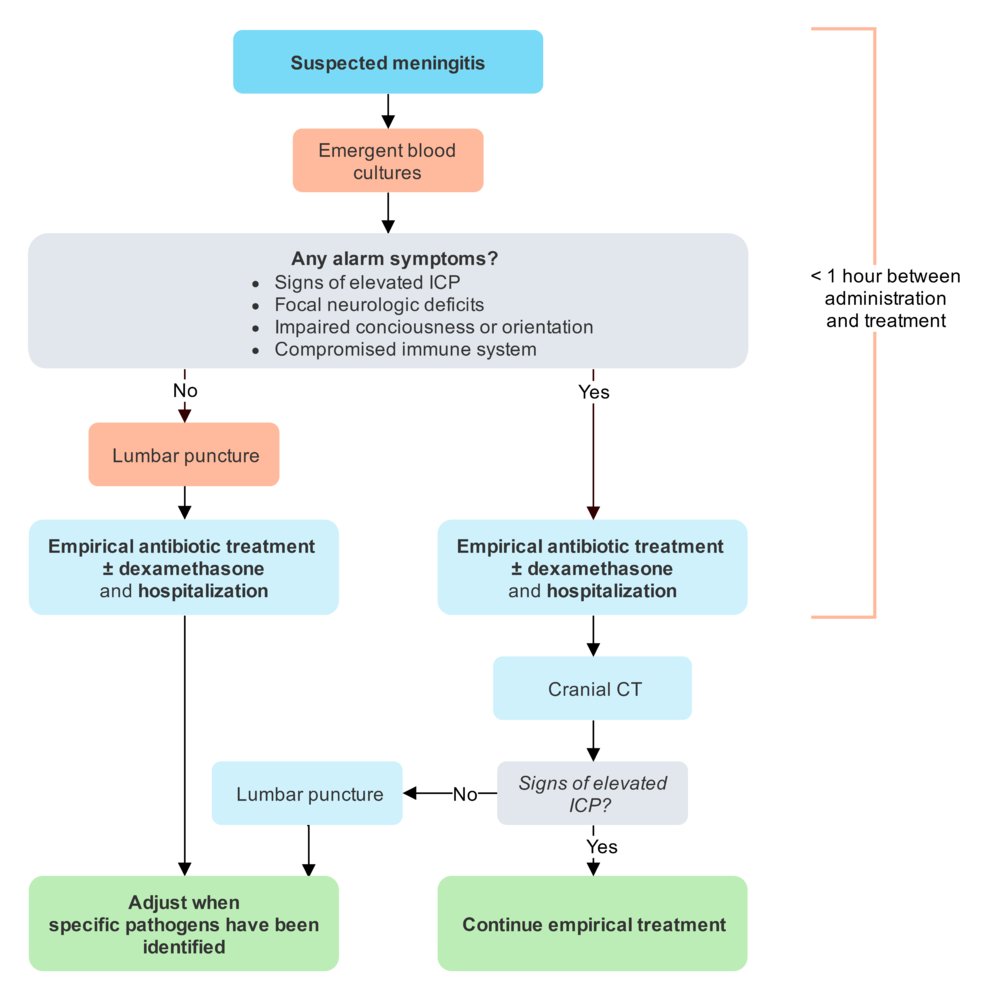 Suspected meningitis
Emergent blood
cultures
Any alarm symptoms?
• Signs of elevated ICP
• Focal neurologic deficits
• Impaired conciousness or orientation
• Compromised immune system
< 1 hour between
administration
and treatment
No
Yes
Lumbar puncture
Empirical antibiotic treatment
± dexamethasone
and hospitalization
Empirical antibiotic treatment
± dexamethasone
and hospitalization
Cranial CT
Signs of elevated
ICP?
No
Lumbar puncture
Yes
Adjust when
specific pathogens have been
identified
Continue empirical treatment